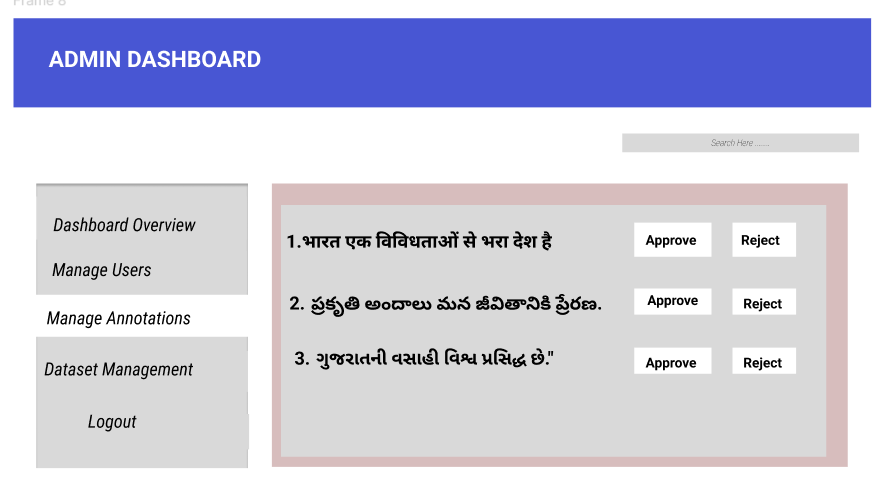 Frame 8
ADMIN DASHBOARD
Search Here .......
Dashboard Overview
Manage Users
Manage Annotations
Dataset Management
Logout
1.भारत एक विविधताओं से भरा देश है
Approve
Reject
2. ప్రకృతి అందాలు మన జీవితానికి ప్రేరణ.
Approve
Reject
3. ગુજરાતની વસાહી વિશ્વ પ્રસિદ્ધ છે."
Approve
Reject